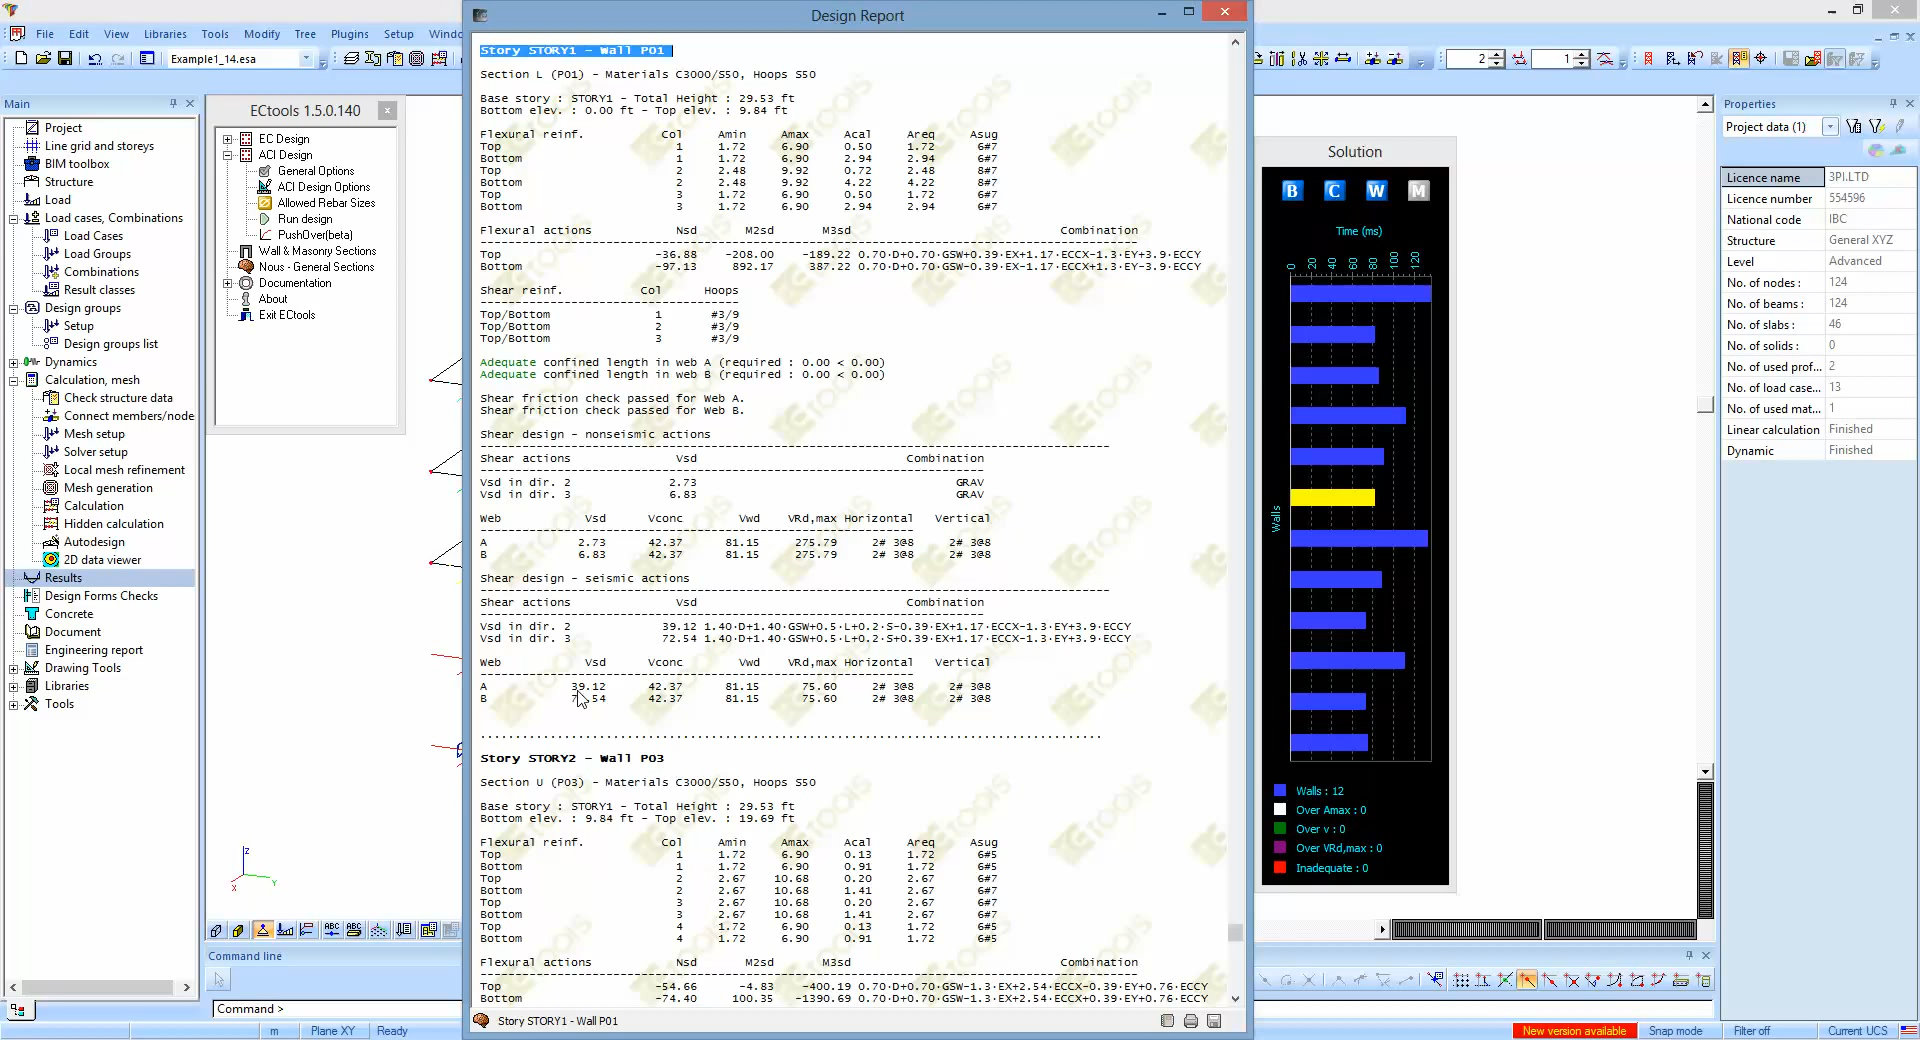 Design Report
File Edit View Libraries Tools Modify Tree Plugins Setup Windo
Example1_14.esa
2
1
Main
Project
Line grid and storeys
BIM toolbox
Structure
Load
Load cases, Combinations
Load Cases
Load Groups
Combinations
Result classes
Design groups
Setup
Design groups list
Dynamics
Calculation, mesh
Check structure data
Connect members/node
Mesh setup
Solver setup
Local mesh refinement
Mesh generation
Calculation
Hidden calculation
Autodesign
2D data viewer
Results
Design Forms Checks
Concrete
Document
Engineering report
Drawing Tools
Libraries
Tools
ECtools 1.5.0.140
EC Design
ACI Design
General Options
ACI Design Options
Allowed Rebar Sizes
Run design
PushOver(beta)
Wall & Masonry Sections
Nous - General Sections
Documentation
About
Exit ECtools
Story STORY1 - Wall P01
Section L (P01) - Materials C3000/S50, Hoops S50
Base story : STORY1 - Total Height : 29.53 ft
Bottom elev. : 0.00 ft - Top elev. : 9.84 ft
Flexural reinf. Col Amin Amax Acal Areq Asug
Top 1 1.72 6.90 0.50 1.72 6#7
Bottom 1 1.72 6.90 2.94 2.94 6#7
Top 2 2.48 9.92 0.72 2.48 8#7
Bottom 2 2.48 9.92 4.22 4.22 8#7
Top 3 1.72 6.90 0.50 1.72 6#7
Bottom 3 1.72 6.90 2.94 2.94 6#7
Flexural actions Nsd M2sd M3sd Combination
Top -36.88 -208.00 -189.22 0.70·D+0.70·GSW+0.39·EX+1.17·ECCX-1.3·EY+3.9·ECCY
Bottom -97.13 892.17 387.22 0.70·D+0.70·GSW-0.39·EX+1.17·ECCX+1.3·EY-3.9·ECCY
Shear reinf. Col Hoops
Top/Bottom 1 #3/9
Top/Bottom 2 #3/9
Top/Bottom 3 #3/9
Adequate confined length in web A (required : 0.00 < 0.00)
Adequate confined length in web B (required : 0.00 < 0.00)
Shear friction check passed for Web A.
Shear friction check passed for Web B.
Shear design - nonseismic actions
Shear actions Vsd Combination
Vsd in dir. 2 2.73 GRAV
Vsd in dir. 3 6.83 GRAV
Web Vsd Vconc Vwd VRd,max Horizontal Vertical
A 2.73 42.37 81.15 275.79 2# 3@8 2# 3@8
B 6.83 42.37 81.15 275.79 2# 3@8 2# 3@8
Shear design - seismic actions
Shear actions Vsd Combination
Vsd in dir. 2 39.12 1.40·D+1.40·GSW+0.5·L+0.2·S-0.39·EX+1.17·ECCX-1.3·EY+3.9·ECCY
Vsd in dir. 3 72.54 1.40·D+1.40·GSW+0.5·L+0.2·S+0.39·EX+1.17·ECCX-1.3·EY+3.9·ECCY
Web Vsd Vconc Vwd VRd,max Horizontal Vertical
A 39.12 42.37 81.15 75.60 2# 3@8 2# 3@8
B 7 .54 42.37 81.15 75.60 2# 3@8 2# 3@8
Story STORY2 - Wall P03
Section U (P03) - Materials C3000/S50, Hoops S50
Base story : STORY1 - Total Height : 29.53 ft
Bottom elev. : 9.84 ft - Top elev. : 19.69 ft
Flexural reinf. Col Amin Amax Acal Areq Asug
Top 1 1.72 6.90 0.13 1.72 6#5
Bottom 1 1.72 6.90 0.91 1.72 6#5
Top 2 2.67 10.68 0.20 2.67 6#7
Bottom 2 2.67 10.68 1.41 2.67 6#7
Top 3 2.67 10.68 0.20 2.67 6#7
Bottom 3 2.67 10.68 1.41 2.67 6#7
Top 4 1.72 6.90 0.13 1.72 6#5
Bottom 4 1.72 6.90 0.91 1.72 6#5
Flexural actions Nsd M2sd M3sd Combination
Top -54.66 -4.83 -400.19 0.70·D+0.70·GSW-1.3·EX+2.54·ECCX-0.39·EY+0.76·ECCY
Bottom -74.40 100.35 -1390.69 0.70·D+0.70·GSW-1.3·EX+2.54·ECCX+0.39·EY+0.76·ECCY
Story STORY1 - Wall P01
Solution
B C W M
Time (ms)
0 20 40 60 80 100 120
Walls
Walls : 12
Over Amax : 0
Over v : 0
Over VRd,max : 0
Inadequate : 0
Properties
Project data (1)
Licence name 3PI.LTD
Licence number 554596
National code IBC
Structure General XYZ
Level Advanced
No. of nodes : 124
No. of beams : 124
No. of slabs : 46
No. of solids : 0
No. of used prof... 2
No. of load case... 13
No. of used mat... 1
Linear calculation Finished
Dynamic Finished
Z
X
Y
ABC ABC
Command line
Command >
m Plane XY Ready
New version available Snap mode Filter off Current UCS